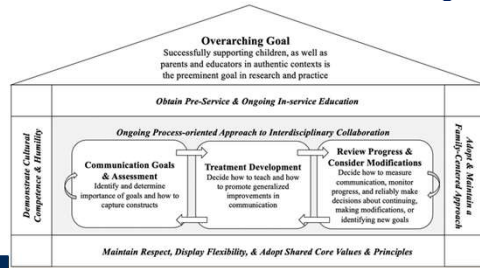 Overarching Goal
Successfully supporting children, as well as
parents and educators in authentic contexts is
the preeminent goal in research and practice
Obtain Pre-Service & Ongoing In-service Education
Demonstrate Cultural
Competence & Humility
Ongoing Process-oriented Approach to Interdisciplinary Collaboration
Communication Goals
& Assessment
Identify and determine
importance of goals and how to
capture constructs
Treatment Development
Decide how to teach and how
to promote generalized
improvements in
communication
Review Progress &
Consider Modifications
Decide how to measure
communication, monitor
progress, and reliably make
decisions about continuing,
making modifications, or
identifying new goals
Adopt & Maintain a
Family-Centered Approach
Maintain Respect, Display Flexibility, & Adopt Shared Core Values & Principles